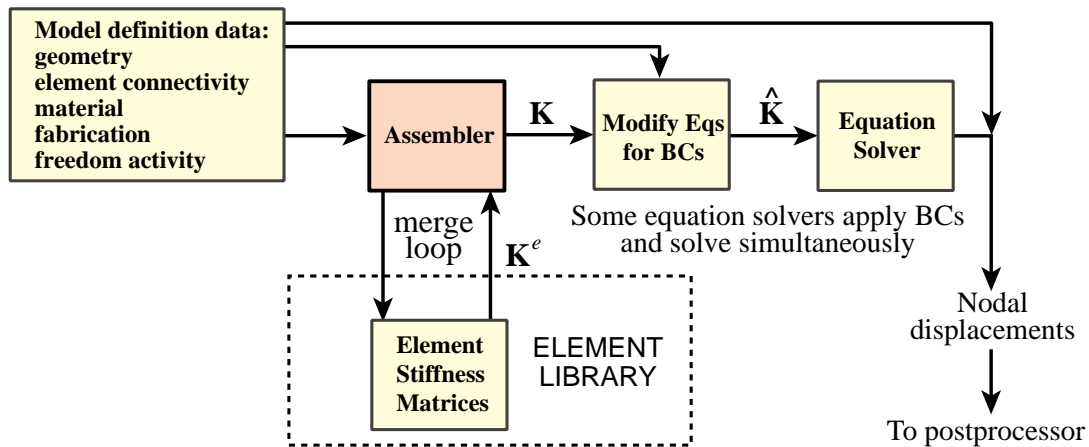 Model definition data:
geometry
element connectivity
material
fabrication
freedom activity
Assembler
K
Modify Eqs
for BCs
K̂
Equation
Solver
Some equation solvers apply BCs
and solve simultaneously
merge
loop
K^e
Element
Stiffness
Matrices
ELEMENT
LIBRARY
Nodal
displacements
To postprocessor